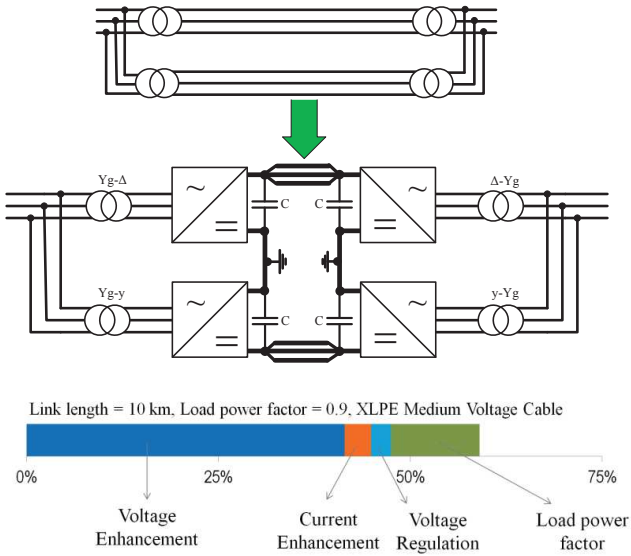 Yg-Δ
Δ-Yg
C
C
Yg-y
y-Yg
C
C
Link length = 10 km, Load power factor = 0.9, XLPE Medium Voltage Cable
0%
25%
50%
75%
Voltage
Enhancement
Current
Enhancement
Voltage
Regulation
Load power
factor